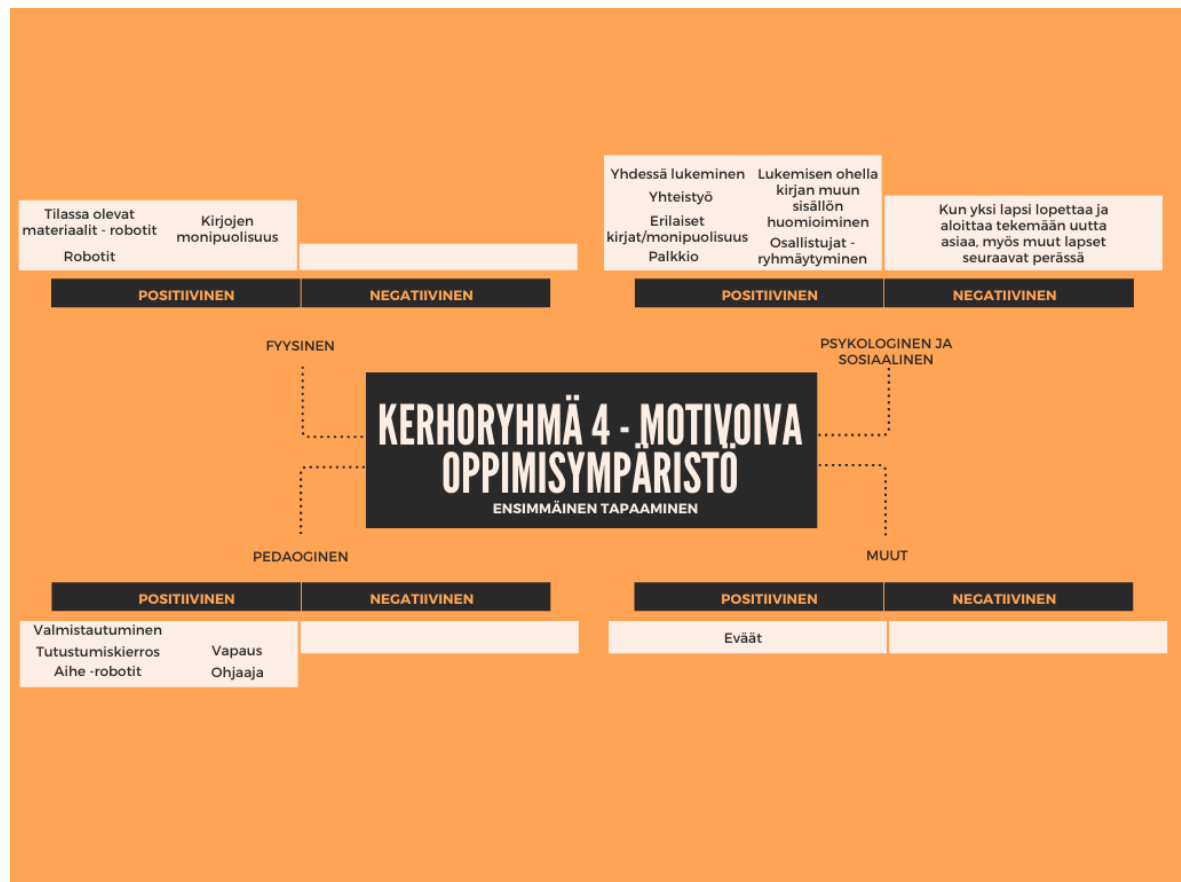 Tilassa olevat
materiaalit - robotit
Robotit
Kirjojen
monipuolisuus
POSITIIVINEN
NEGATIIVINEN
FYYSINEN
Yhdessä lukeminen
Yhteistyö
Erilaiset
kirjat/monipuolisuus
Palkkio
Lukemisen ohella
kirjan muun
sisällön
huomioiminen
Osallistujat -
ryhmäytyminen
Kun yksi lapsi lopettaa ja
aloittaa tekemään uutta
asiaa, myös muut lapset
seuraavat perässä
POSITIIVINEN
NEGATIIVINEN
PSYKOLOGINEN JA
SOSIAALINEN
KERHORYHMÄ 4 - MOTIVOIVA
OPPIMISYMPÄRISTÖ
ENSIMMÄINEN TAPAAMINEN
PEDAOGINEN
POSITIIVINEN
NEGATIIVINEN
Valmistautuminen
Tutustumiskierros
Aihe -robotit
Vapaus
Ohjaaja
MUUT
POSITIIVINEN
NEGATIIVINEN
Eväät